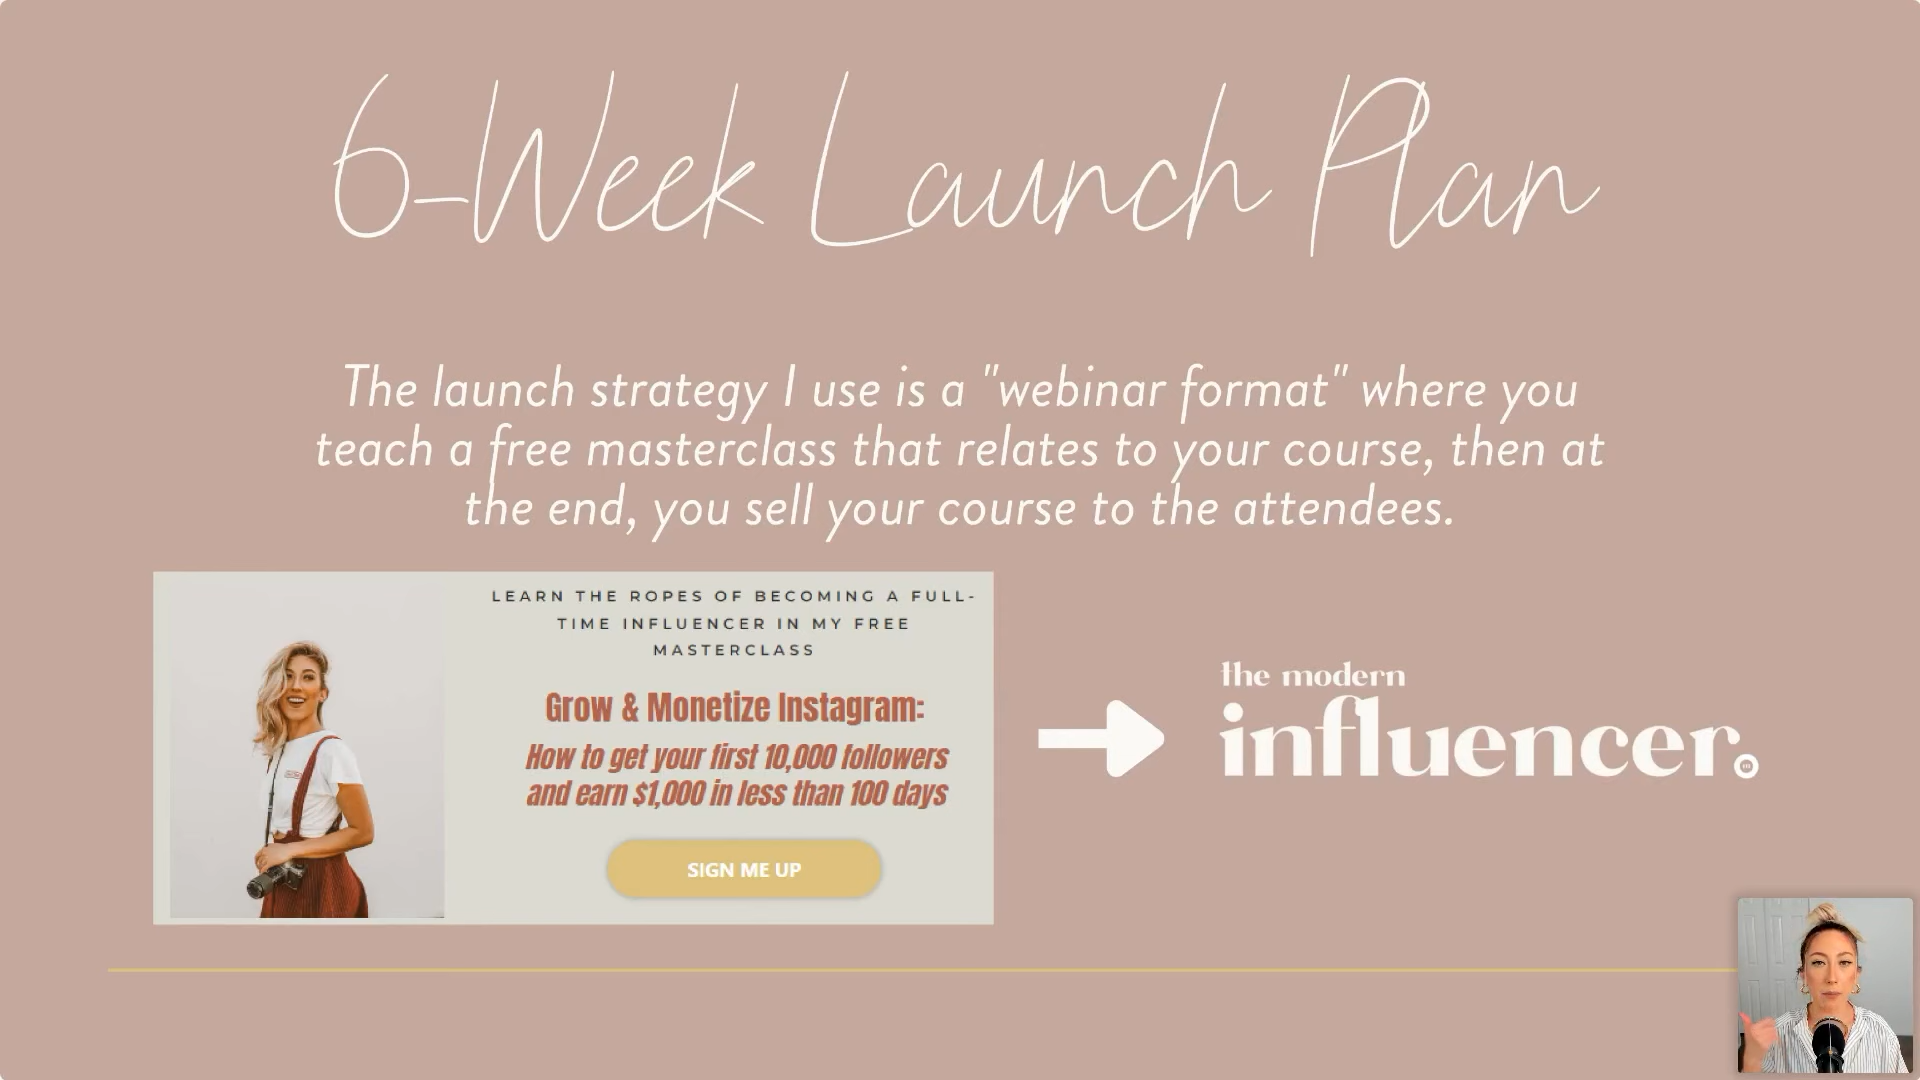 6-Week Launch Plan
The launch strategy I use is a "webinar format" where you
teach a free masterclass that relates to your course, then at
the end, you sell your course to the attendees.
LEARN THE ROPES OF BECOMING A FULL-
TIME INFLUENCER IN MY FREE
MASTERCLASS
Grow & Monetize Instagram:
How to get your first 10,000 followers
and earn $1,000 in less than 100 days
SIGN ME UP
the modern
influencer.